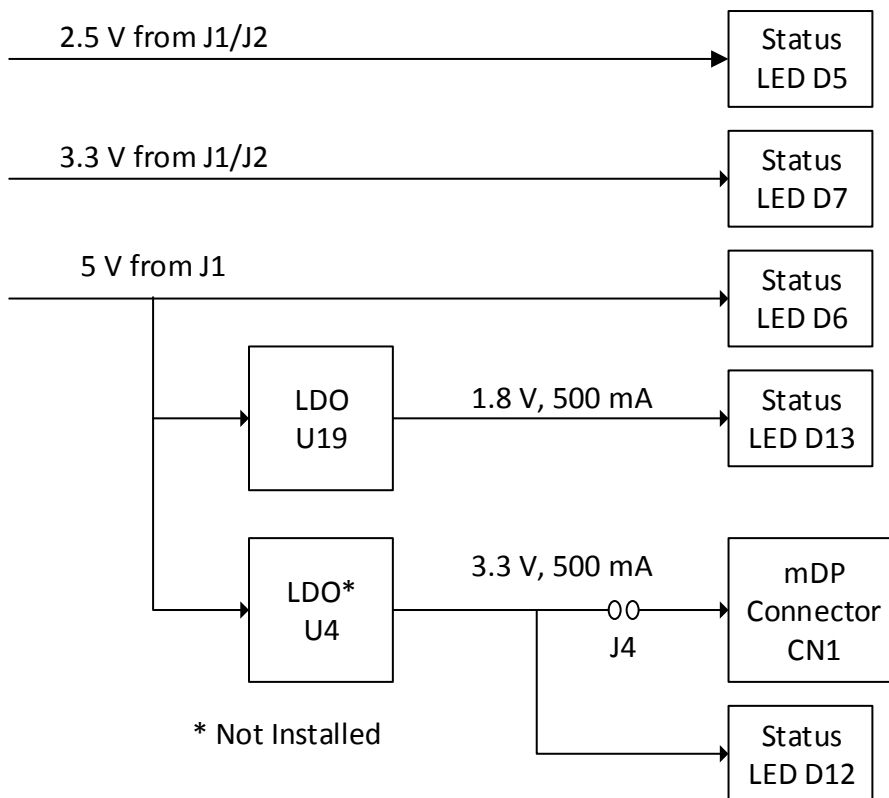 2.5 V from J1/J2
Status
LED D5
3.3 V from J1/J2
Status
LED D7
5 V from J1
Status
LED D6
LDO
U19
1.8 V, 500 mA
Status
LED D13
LDO*
U4
3.3 V, 500 mA
J4
mDP
Connector
CN1
* Not Installed
Status
LED D12